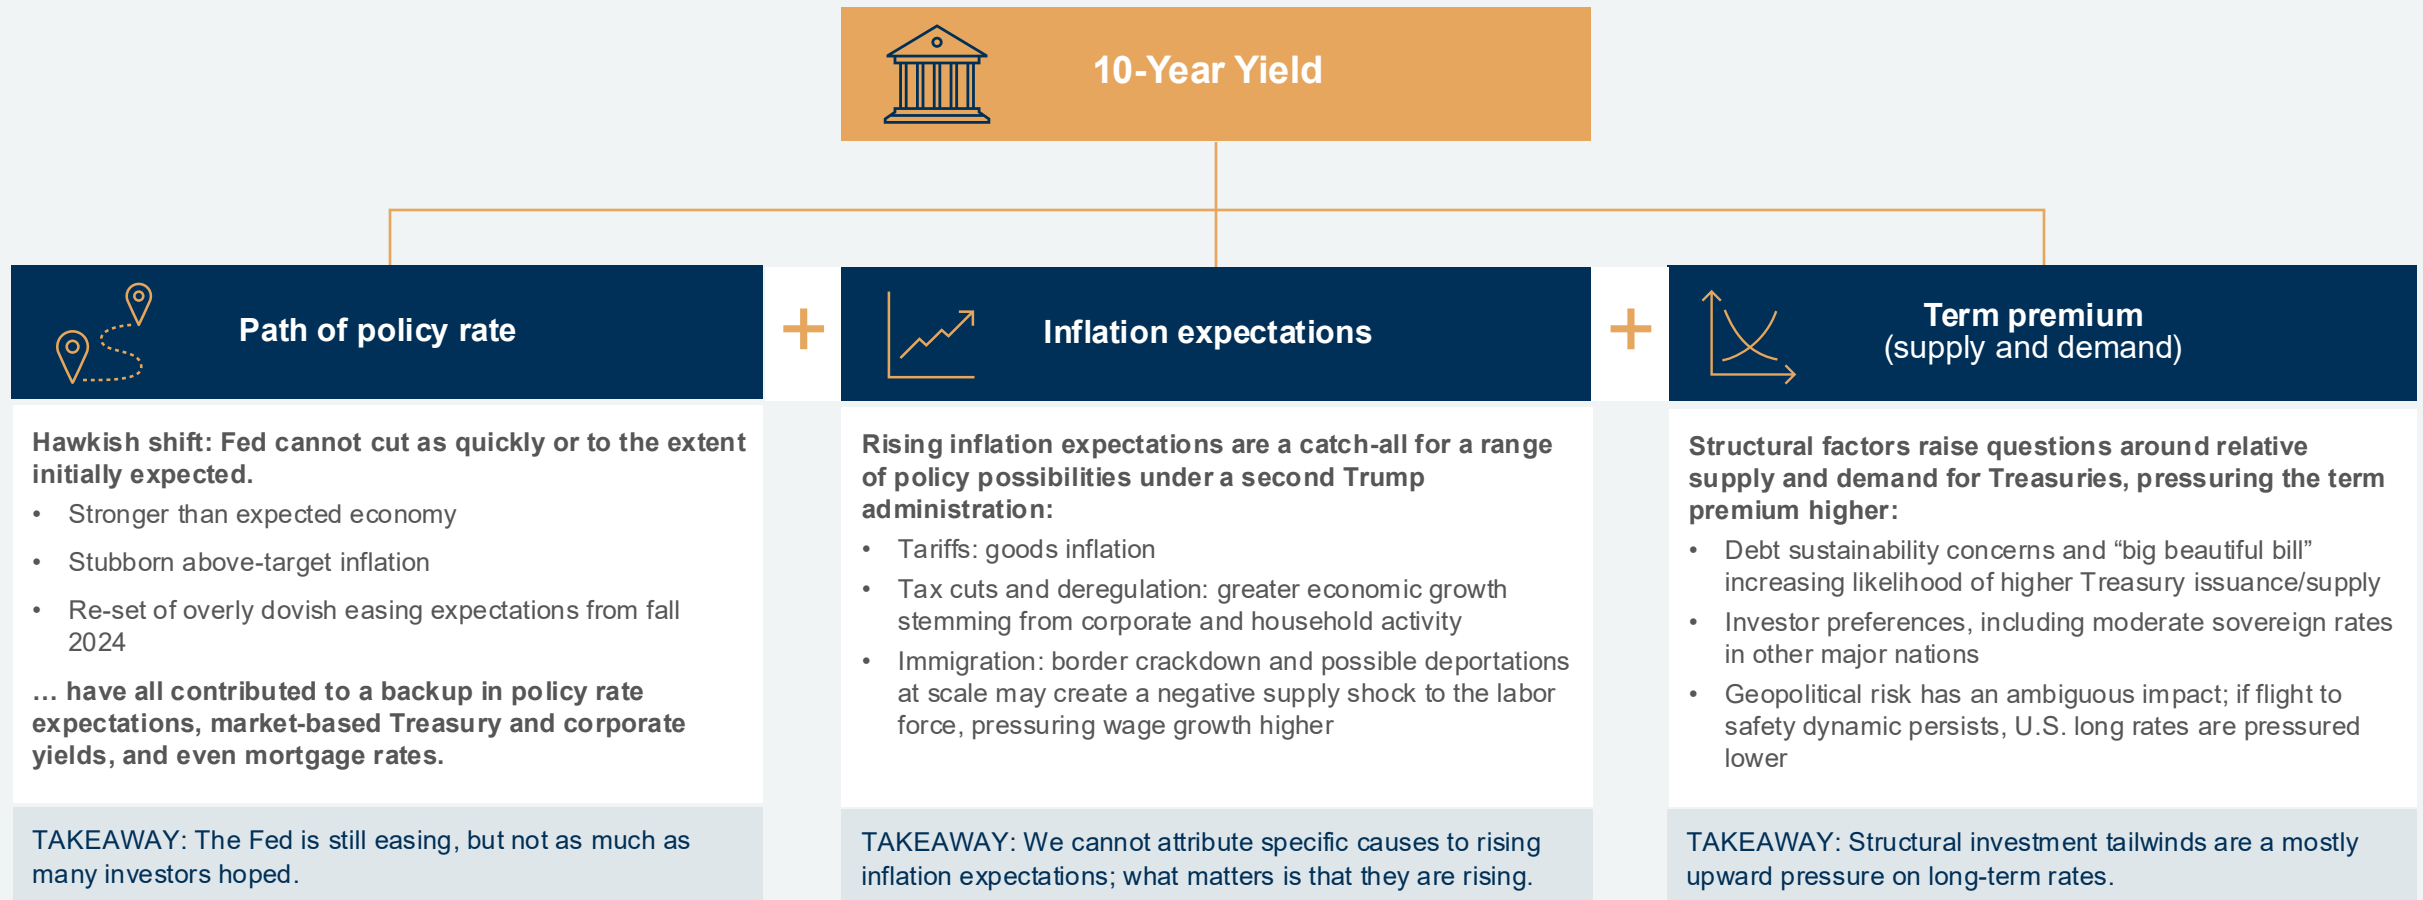 10-Year Yield
Path of policy rate
+
Inflation expectations
+
Term premium
(supply and demand)
Hawkish shift: Fed cannot cut as quickly or to the extent
initially expected.
• Stronger than expected economy
• Stubborn above-target inflation
• Re-set of overly dovish easing expectations from fall
2024
… have all contributed to a backup in policy rate
expectations, market-based Treasury and corporate
yields, and even mortgage rates.
TAKEAWAY: The Fed is still easing, but not as much as
many investors hoped.
Rising inflation expectations are a catch-all for a range
of policy possibilities under a second Trump
administration:
• Tariffs: goods inflation
• Tax cuts and deregulation: greater economic growth
stemming from corporate and household activity
• Immigration: border crackdown and possible deportations
at scale may create a negative supply shock to the labor
force, pressuring wage growth higher
TAKEAWAY: We cannot attribute specific causes to rising
inflation expectations; what matters is that they are rising.
Structural factors raise questions around relative
supply and demand for Treasuries, pressuring the term
premium higher:
• Debt sustainability concerns and “big beautiful bill”
increasing likelihood of higher Treasury issuance/supply
• Investor preferences, including moderate sovereign rates
in other major nations
• Geopolitical risk has an ambiguous impact; if flight to
safety dynamic persists, U.S. long rates are pressured
lower
TAKEAWAY: Structural investment tailwinds are a mostly
upward pressure on long-term rates.